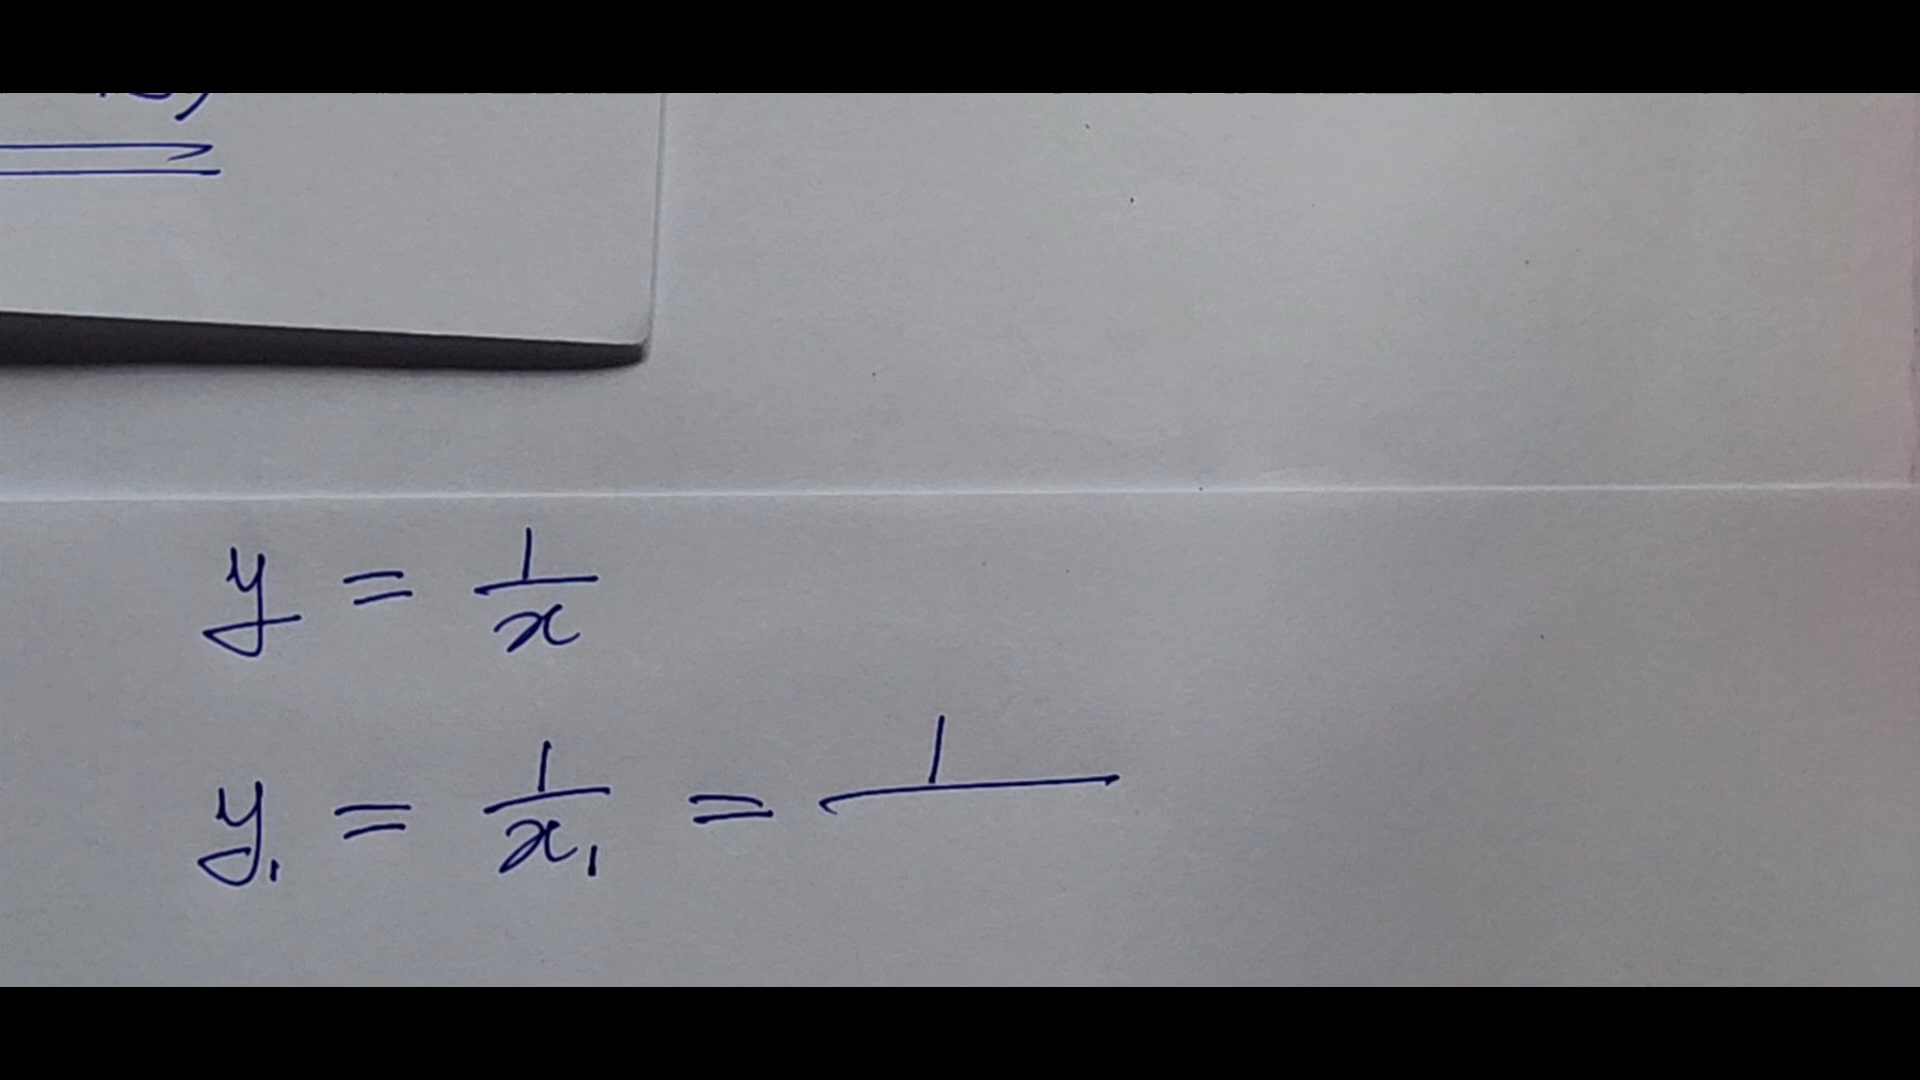 y = 1/x
y₁ = 1/x₁ = 1/